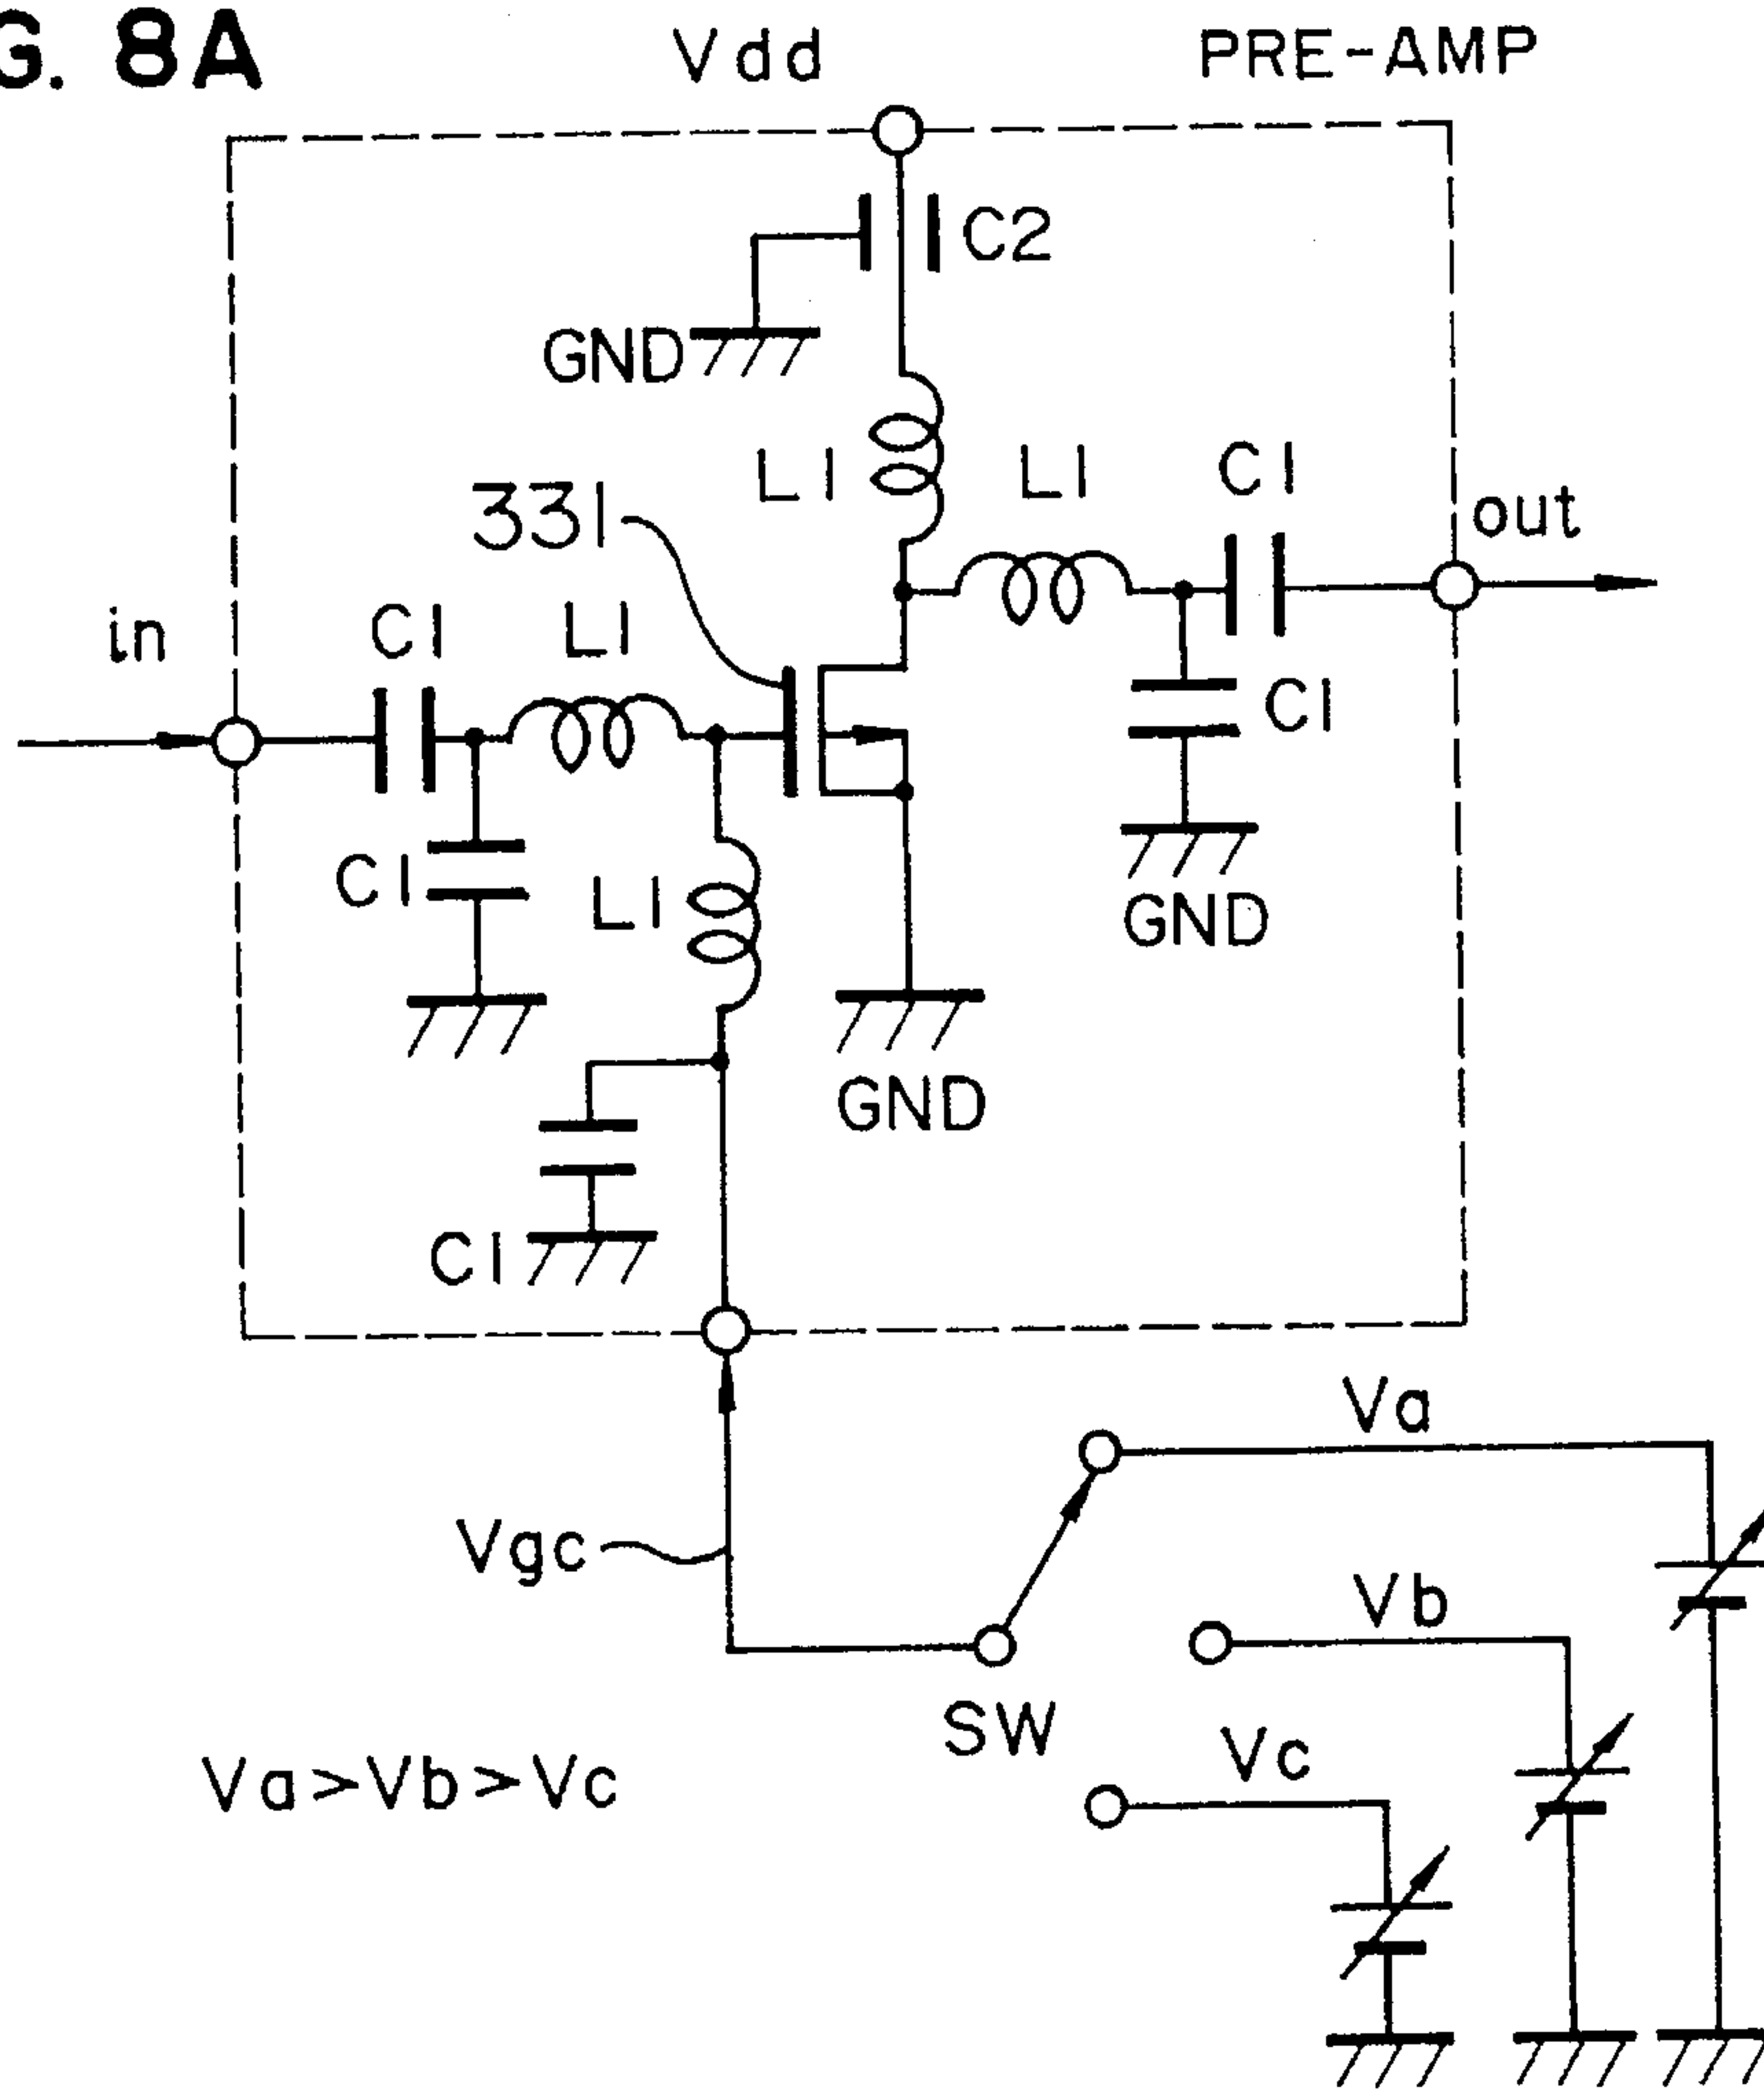 G. 8A
Vdd
PRE-AMP
C2
GND
L1
L1
C1
331
out
in
C1
L1
C1
C1
L1
GND
GND
C1
Va
Vgc
Vb
SW
Vc
Va>Vb>Vc